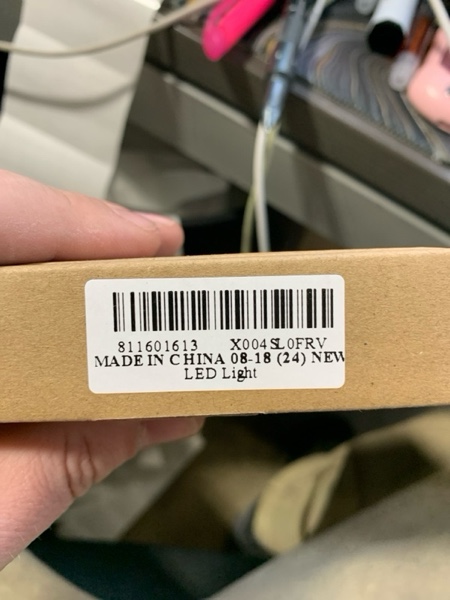 811601613 X004SL0FRV
MADE IN CHINA 08-18 (24) NEW
LED Light